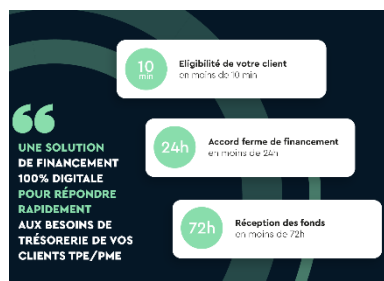 10
min
Eligibilité de votre client
en moins de 10 min
24h
Accord ferme de financement
en moins de 24h
72h
Réception des fonds
en moins de 72h
UNE SOLUTION
DE FINANCEMENT
100% DIGITALE
POUR RÉPONDRE
RAPIDEMENT
AUX BESOINS DE
TRÉSORERIE DE VOS
CLIENTS TPE/PME